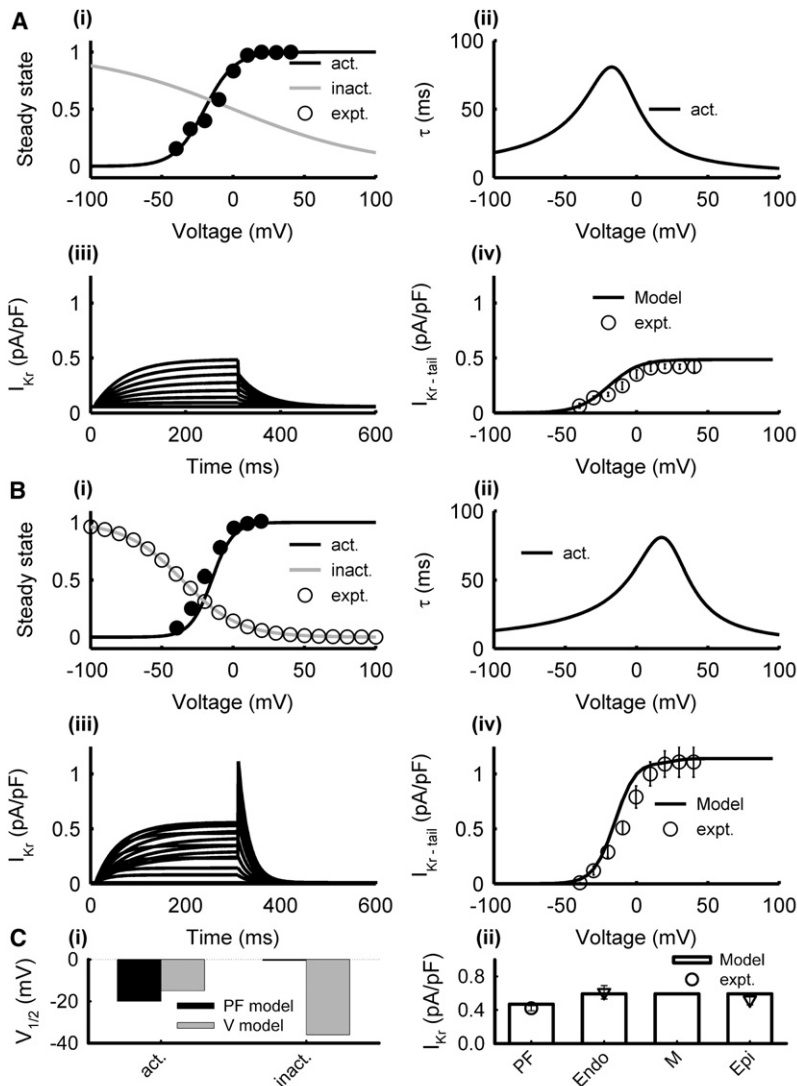 A
(i)
Steady state
1
0.5
0
-100 -50 0 50 100
Voltage (mV)
act.
inact.
expt.
(ii)
τ (ms)
100
50
0
-100 -50 0 50 100
Voltage (mV)
act.
(iii)
I Kr (pA/pF)
1
0.5
0
0 200 400 600
Time (ms)
(iv)
I Kr - tail (pA/pF)
1
0.5
0
-100 -50 0 50 100
Voltage (mV)
Model
expt.
B
(i)
Steady state
1
0.5
0
-100 -50 0 50 100
Voltage (mV)
act.
inact.
expt.
(ii)
τ (ms)
100
50
0
-100 -50 0 50 100
Voltage (mV)
act.
(iii)
I Kr (pA/pF)
1
0.5
0
0 200 400 600
Time (ms)
(iv)
I Kr - tail (pA/pF)
1
0.5
0
-100 -50 0 50 100
Voltage (mV)
Model
expt.
C
(i)
V 1/2 (mV)
0
-20
-40
PF model
V model
act.
inact.
(ii)
I Kr (pA/pF)
0.8
0.4
0.0
Model
expt.
PF
Endo
M
Epi